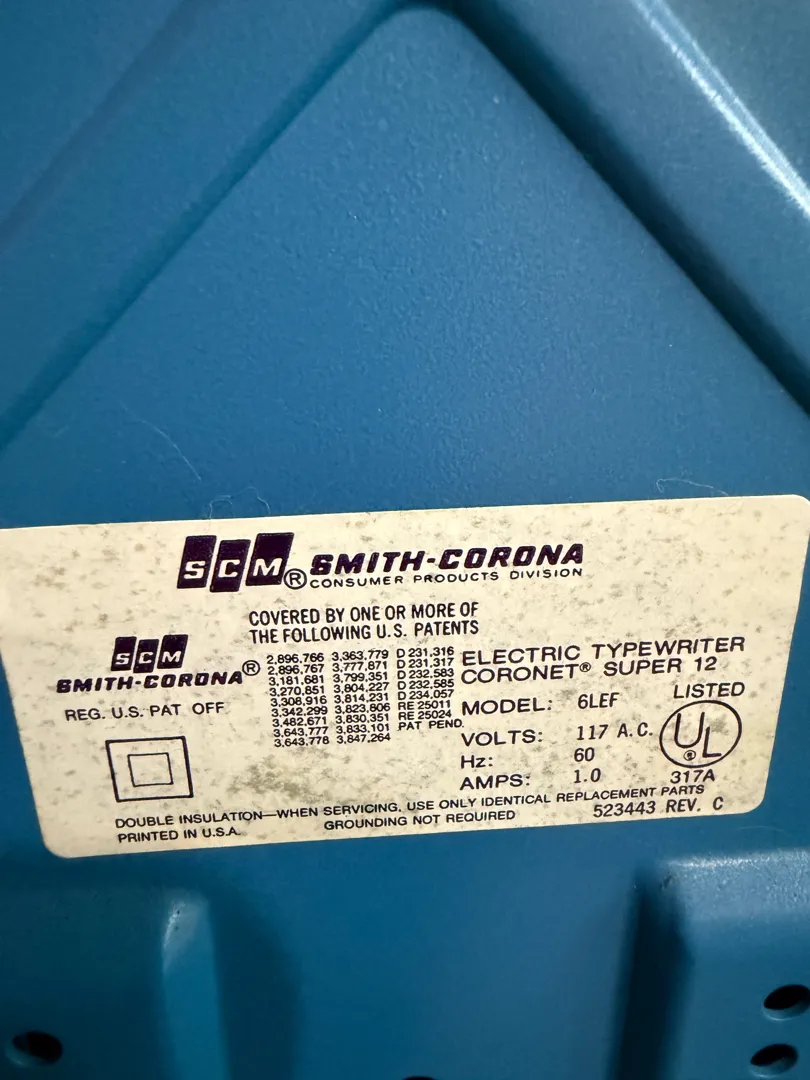 SCM® SMITH-CORONA
CONSUMER PRODUCTS DIVISION
COVERED BY ONE OR MORE OF
THE FOLLOWING U.S. PATENTS
SCM
SMITH-CORONA®
REG. U.S. PAT OFF
2,896,766 3,363,779 D 231,316
2,896,767 3,777,871 D 231,317
3,181,681 3,799,351 D 232,583
3,270,851 3,804,227 D 232,585
3,308,916 3,814,231 D 234,057
3,342,299 3,823,806 RE 25011
3,482,671 3,830,351 RE 25024
3,643,777 3,833,101 PAT PEND.
3,643,778 3,847,264
ELECTRIC TYPEWRITER
CORONET® SUPER 12
MODEL: 6LEF
VOLTS: 117 A.C.
Hz: 60
AMPS: 1.0
LISTED
UL
317A
DOUBLE INSULATION—WHEN SERVICING, USE ONLY IDENTICAL REPLACEMENT PARTS
PRINTED IN U.S.A. GROUNDING NOT REQUIRED 523443 REV. C